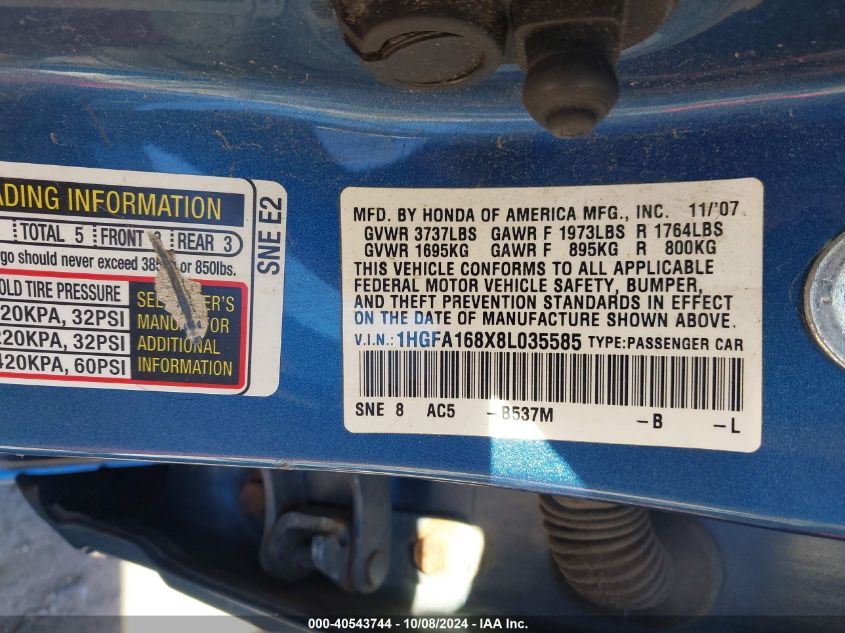 ADING INFORMATION
TOTAL 5 FRONT REAR 3
rgo should never exceed or 850lbs.
OLD TIRE PRESSURE
20KPA, 32PSI
220KPA, 32PSI
420KPA, 60PSI
ADDITIONAL
INFORMATION
SNE E2
MFD. BY HONDA OF AMERICA MFG., INC. 11/'07
GVWR 3737LBS GAWR F 1973LBS R 1764LBS
GVWR 1695KG GAWR F 895KG R 800KG
THIS VEHICLE CONFORMS TO ALL APPLICABLE
FEDERAL MOTOR VEHICLE SAFETY, BUMPER,
AND THEFT PREVENTION STANDARDS IN EFFECT
ON THE DATE OF MANUFACTURE SHOWN ABOVE.
V.I.N.: 1HGFA168X8L035585 TYPE:PASSENGER CAR
SNE 8 AC5 -B537M -B -L
000-40543744 - 10/08/2024 - IAA Inc.